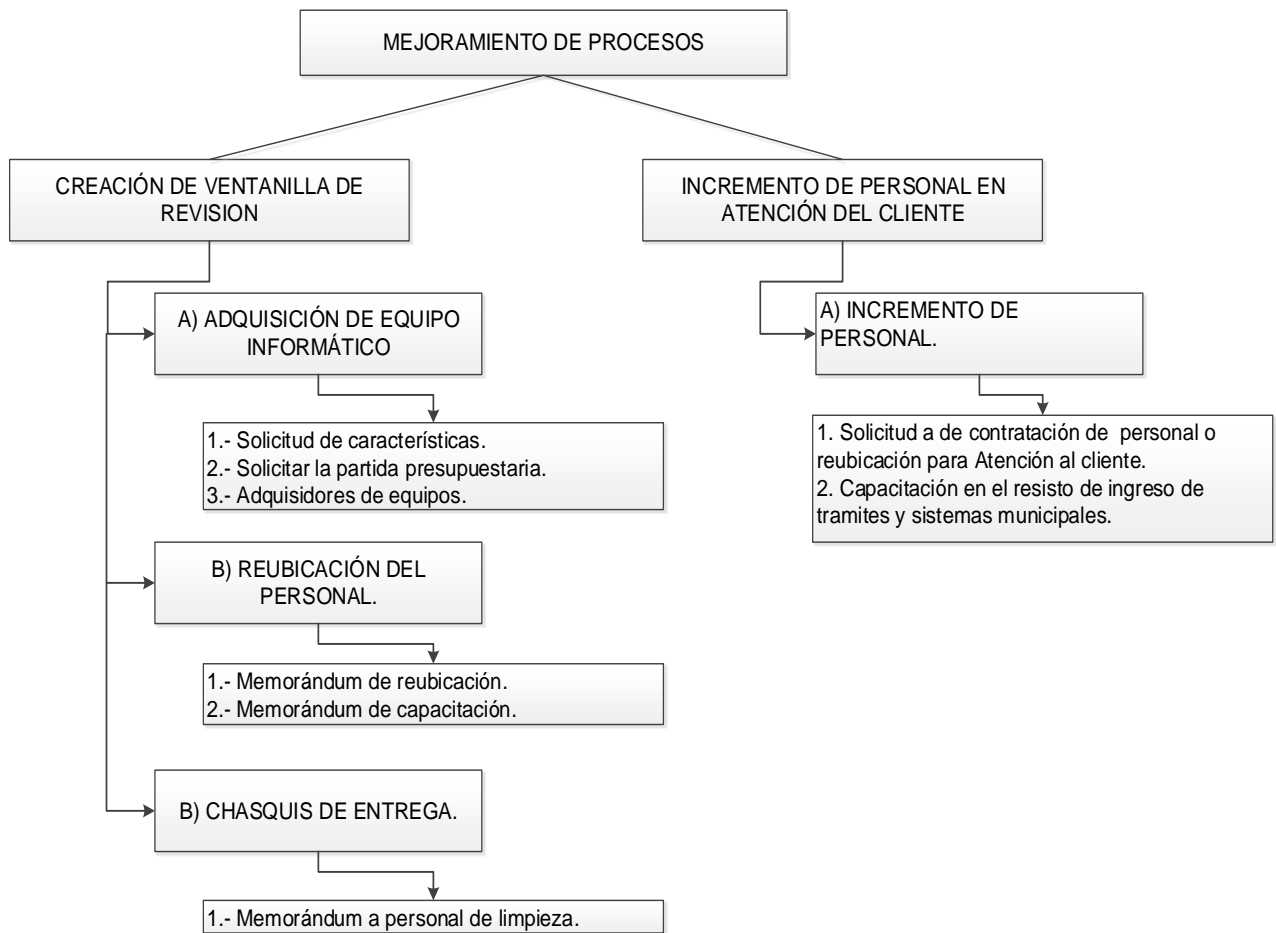 MEJORAMIENTO DE PROCESOS
CREACIÓN DE VENTANILLA DE
REVISION
A) ADQUISICIÓN DE EQUIPO
INFORMÁTICO
1.- Solicitud de características.
2.- Solicitar la partida presupuestaria.
3.- Adquisidores de equipos.
B) REUBICACIÓN DEL
PERSONAL.
1.- Memorándum de reubicación.
2.- Memorándum de capacitación.
B) CHASQUIS DE ENTREGA.
1.- Memorándum a personal de limpieza.
INCREMENTO DE PERSONAL EN
ATENCIÓN DEL CLIENTE
A) INCREMENTO DE
PERSONAL.
1. Solicitud a de contratación de personal o
reubicación para Atención al cliente.
2. Capacitación en el resisto de ingreso de
tramites y sistemas municipales.